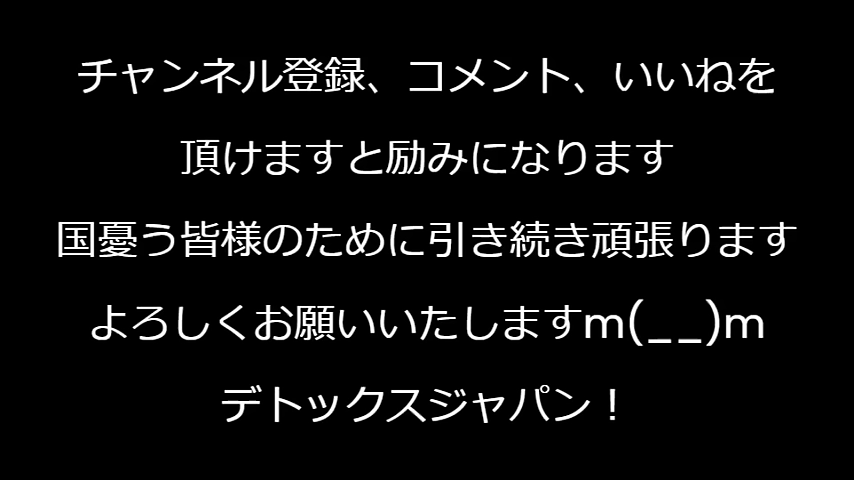 チャンネル登録、コメント、いいねを
頂けますと励みになります
国憂う皆様のために引き続き頑張ります
よろしくお願いいたしますm(__)m
デトックスジャパン！